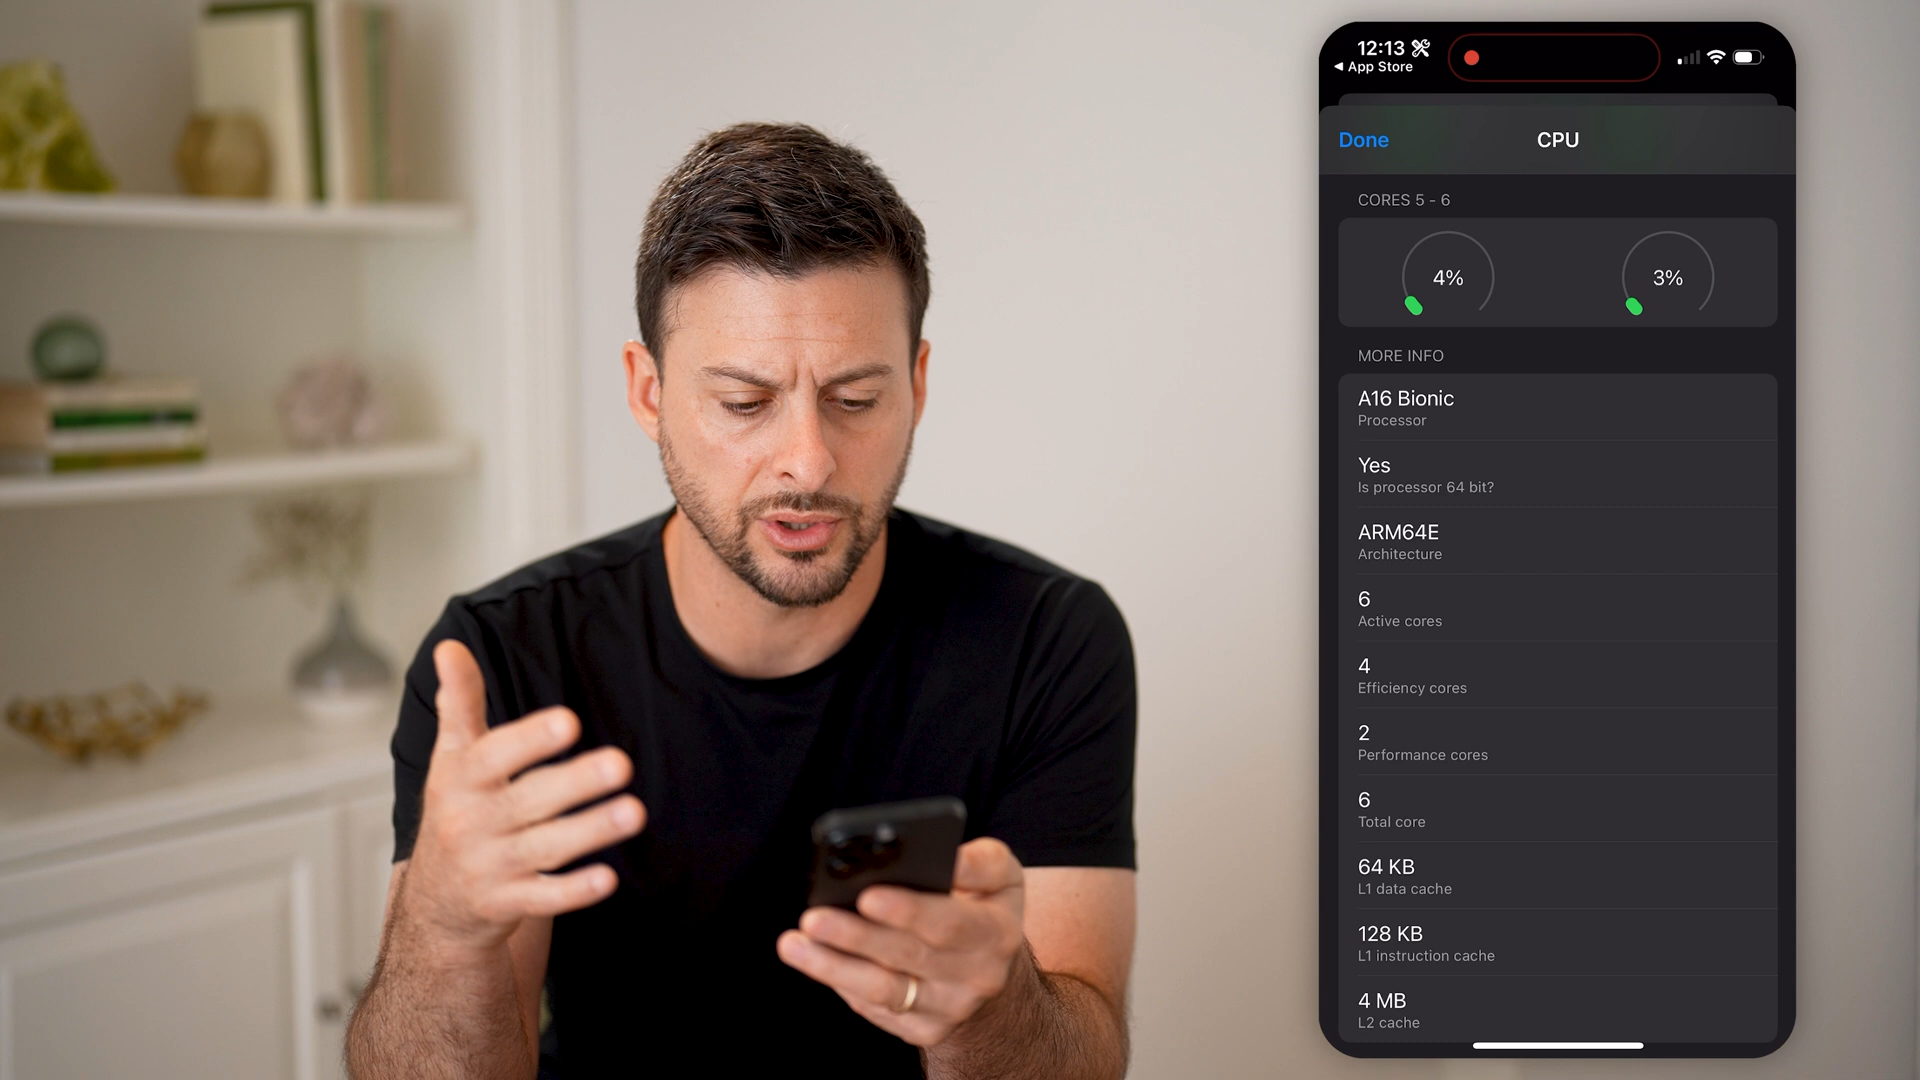 12:13
◀ App Store
Done
CPU
CORES 5 - 6
4%
3%
MORE INFO
A16 Bionic
Processor
Yes
Is processor 64 bit?
ARM64E
Architecture
6
Active cores
4
Efficiency cores
2
Performance cores
6
Total core
64 KB
L1 data cache
128 KB
L1 instruction cache
4 MB
L2 cache